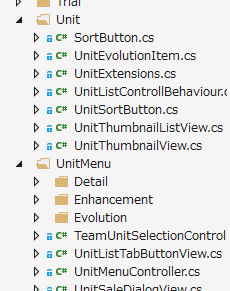 Trial
Unit
C# SortButton.cs
C# UnitEvolutionItem.cs
C# UnitExtensions.cs
C# UnitListControllBehaviour.c
C# UnitSortButton.cs
C# UnitThumbnailListView.cs
C# UnitThumbnailView.cs
UnitMenu
Detail
Enhancement
Evolution
C# TeamUnitSelectionControl
C# UnitListTabButtonView.cs
C# UnitMenuController.cs
C# UnitSaleDialogView.cs